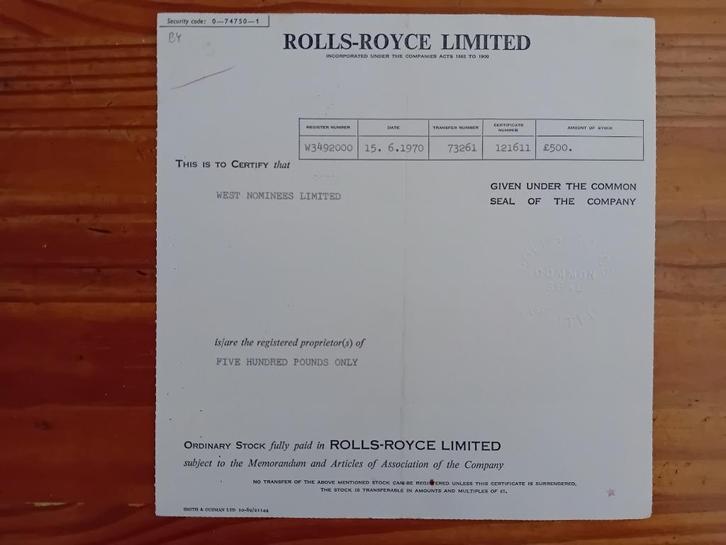 Security code: 0—74750—1
ROLLS-ROYCE LIMITED
INCORPORATED UNDER THE COMPANIES ACTS 1862 TO 1900
REGISTER NUMBER DATE TRANSFER NUMBER CERTIFICATE NUMBER AMOUNT OF STOCK
W3492000 15. 6.1970 73261 121611 £500.
THIS IS TO CERTIFY that
WEST NOMINEES LIMITED
GIVEN UNDER THE COMMON
SEAL OF THE COMPANY
COMMON
SEAL
is/are the registered proprietor(s) of
FIVE HUNDRED POUNDS ONLY
ORDINARY STOCK fully paid in ROLLS-ROYCE LIMITED
subject to the Memorandum and Articles of Association of the Company
NO TRANSFER OF THE ABOVE MENTIONED STOCK CAN BE REGISTERED UNLESS THIS CERTIFICATE IS SURRENDERED.
THE STOCK IS TRANSFERABLE IN AMOUNTS AND MULTIPLES OF £1.